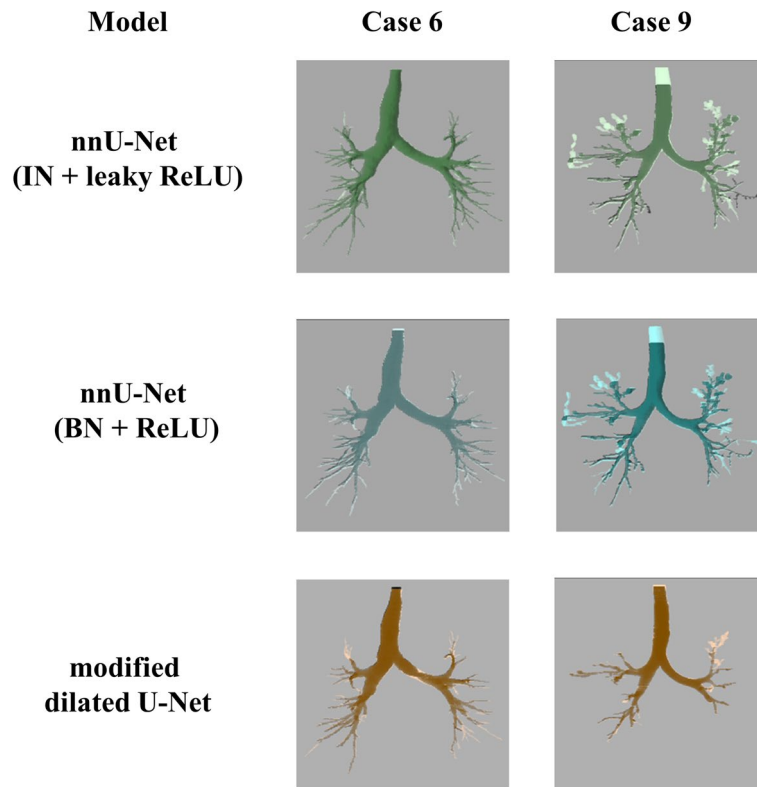 Model Case 6 Case 9
nnU-Net
(IN + leaky ReLU)
nnU-Net
(BN + ReLU)
modified
dilated U-Net